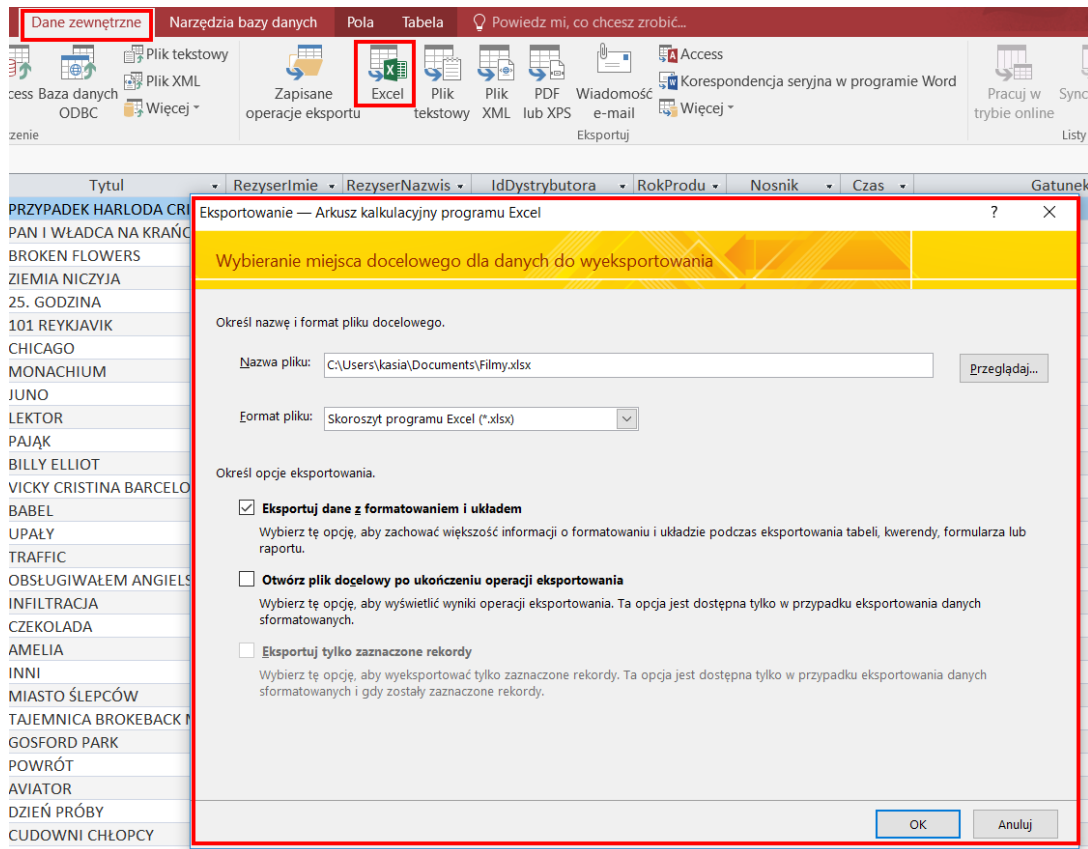 Dane zewnętrzne Narzędzia bazy danych Pola Tabela Powiedz mi, co chcesz zrobić...
Plik tekstowy Access
Plik XML Korespondencja seryjna w programie Word
cess Baza danych ODBC Więcej Zapisane operacje eksportu Excel Plik tekstowy Plik XML PDF lub XPS Wiadomość e-mail Więcej Pracuj w trybie online Sync
zenie Eksportuj Listy
Tytul RezyserImie RezyserNazwis IdDystrybutora RokProdu Nosnik Czas Gatunek
PRZYPADEK HARLODA CRI
PAN I WŁADCA NA KRAŃC
BROKEN FLOWERS
ZIEMIA NICZYJA
25. GODZINA
101 REYKJAVIK
CHICAGO
MONACHIUM
JUNO
LEKTOR
PAJĄK
BILLY ELLIOT
VICKY CRISTINA BARCELO
BABEL
UPAŁY
TRAFFIC
OBSŁUGIWAŁEM ANGIELS
INFILTRACJA
CZEKOLADA
AMELIA
INNI
MIASTO ŚLEPCÓW
TAJEMNICA BROKEBACK M
GOSFORD PARK
POWRÓT
AVIATOR
DZIEŃ PRÓBY
CUDOWNI CHŁOPCY
Eksportowanie — Arkusz kalkulacyjny programu Excel ?
Wybieranie miejsca docelowego dla danych do wyeksportowania
Określ nazwę i format pliku docelowego.
Nazwa pliku: C:\Users\kasia\Documents\Filmy.xlsx Przeglądaj...
Format pliku: Skoroszyt programu Excel (*.xlsx)
Określ opcje eksportowania.
Eksportuj dane z formatowaniem i układem
Wybierz tę opcję, aby zachować większość informacji o formatowaniu i układzie podczas eksportowania tabeli, kwerendy, formularza lub
raportu.
Otwórz plik docelowy po ukończeniu operacji eksportowania
Wybierz tę opcję, aby wyświetlić wyniki operacji eksportowania. Ta opcja jest dostępna tylko w przypadku eksportowania danych
sformatowanych.
Eksportuj tylko zaznaczone rekordy
Wybierz tę opcję, aby wyeksportować tylko zaznaczone rekordy. Ta opcja jest dostępna tylko w przypadku eksportowania danych
sformatowanych i gdy zostały zaznaczone rekordy.
OK Anuluj